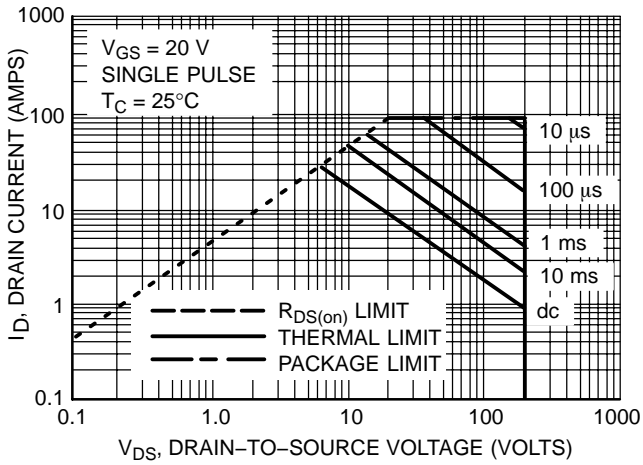 1000
100
10
1
0.1
I_D, DRAIN CURRENT (AMPS)
V_GS = 20 V
SINGLE PULSE
T_C = 25°C
10 µs
100 µs
1 ms
10 ms
dc
R_DS(on) LIMIT
THERMAL LIMIT
PACKAGE LIMIT
0.1 1.0 10 100 1000
V_DS, DRAIN−TO−SOURCE VOLTAGE (VOLTS)